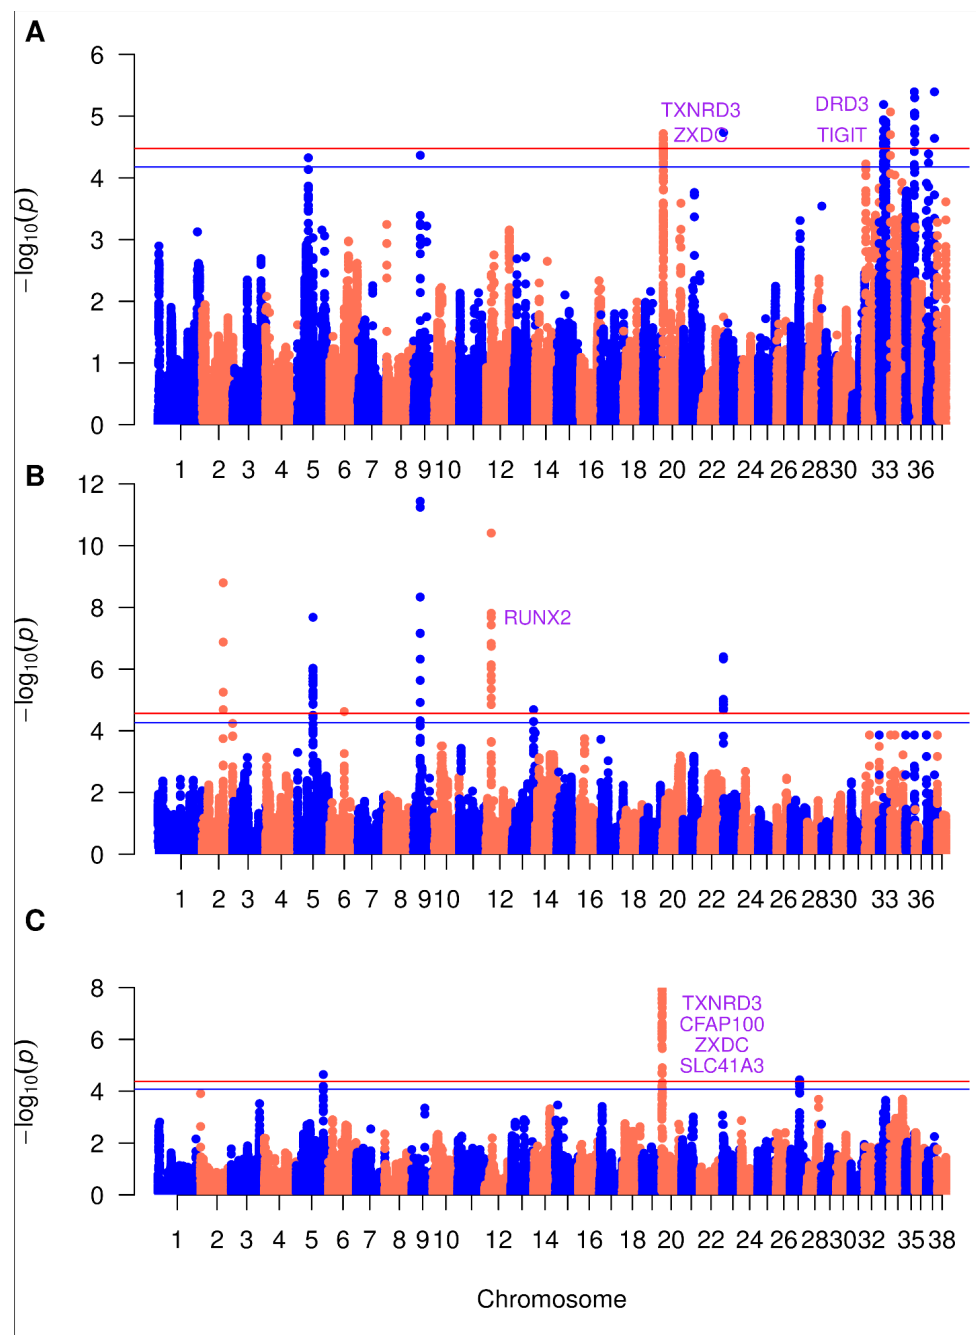 A
6
5
4
3
2
1
0
−log10(p)
TXNRD3
ZXDC
DRD3
TIGIT
1 2 3 4 5 6 7 8 9 10 12 14 16 18 20 22 24 26 28 30 33 36
B
12
10
8
6
4
2
0
−log10(p)
RUNX2
1 2 3 4 5 6 7 8 9 10 12 14 16 18 20 22 24 26 28 30 33 36
C
8
6
4
2
0
−log10(p)
TXNRD3
CFAP100
ZXDC
SLC41A3
1 2 3 4 5 6 7 8 9 10 12 14 16 18 20 22 24 26 28 30 32 35 38
Chromosome